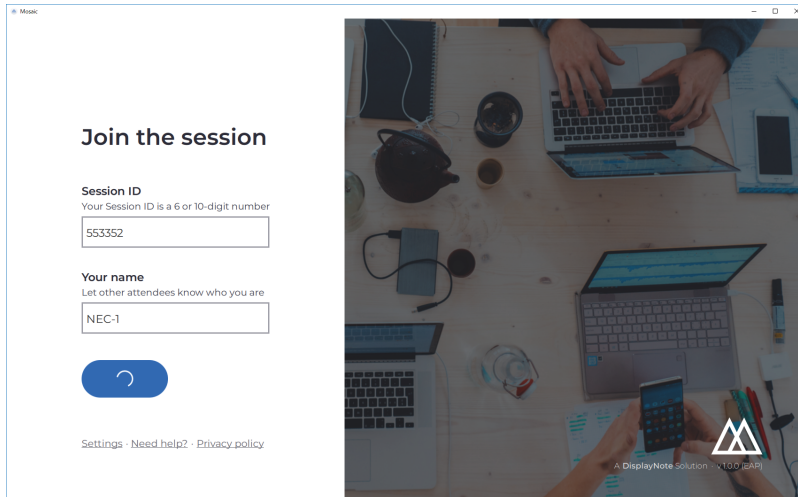 Mosaic
Join the session
Session ID
Your Session ID is a 6 or 10-digit number
553352
Your name
Let other attendees know who you are
NEC-1
Settings · Need help? · Privacy policy
A DisplayNote Solution - v1.0.0 (EAP)